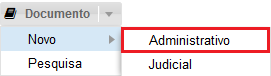 Documento
Novo
Administrativo
Pesquisa
Judicial